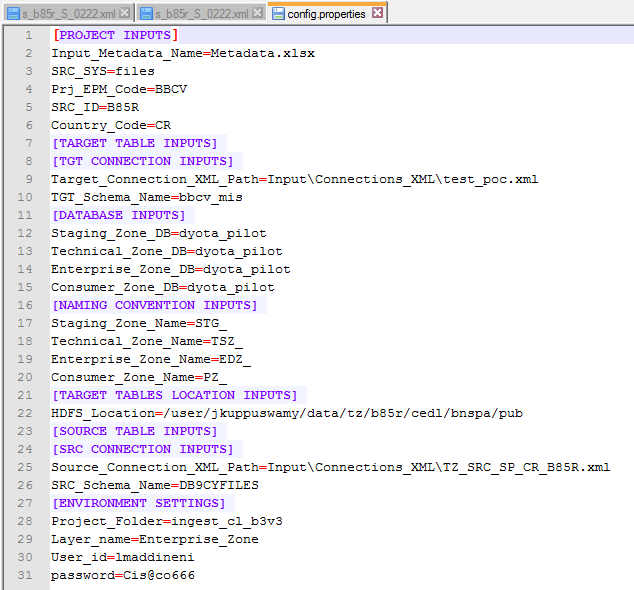 s_b85r_S_0222.xml s_b85r_S_0222.xml config.properties
1 [PROJECT INPUTS]
2 Input_Metadata_Name=Metadata.xlsx
3 SRC_SYS=files
4 Prj_EPM_Code=BBCV
5 SRC_ID=B85R
6 Country_Code=CR
7 [TARGET TABLE INPUTS]
8 [TGT CONNECTION INPUTS]
9 Target_Connection_XML_Path=Input\Connections_XML\test_poc.xml
10 TGT_Schema_Name=bbcv_mis
11 [DATABASE INPUTS]
12 Staging_Zone_DB=dyota_pilot
13 Technical_Zone_DB=dyota_pilot
14 Enterprise_Zone_DB=dyota_pilot
15 Consumer_Zone_DB=dyota_pilot
16 [NAMING CONVENTION INPUTS]
17 Staging_Zone_Name=STG_
18 Technical_Zone_Name=TSZ_
19 Enterprise_Zone_Name=EDZ_
20 Consumer_Zone_Name=PZ_
21 [TARGET TABLES LOCATION INPUTS]
22 HDFS_Location=/user/jkuppuswamy/data/tz/b85r/cedl/bnspa/pub
23 [SOURCE TABLE INPUTS]
24 [SRC CONNECTION INPUTS]
25 Source_Connection_XML_Path=Input\Connections_XML\TZ_SRC_SP_CR_B85R.xml
26 SRC_Schema_Name=DB9CYFILES
27 [ENVIRONMENT SETTINGS]
28 Project_Folder=ingest_cl_b3v3
29 Layer_name=Enterprise_Zone
30 User_id=lmaddineni
31 password=Cis@co666